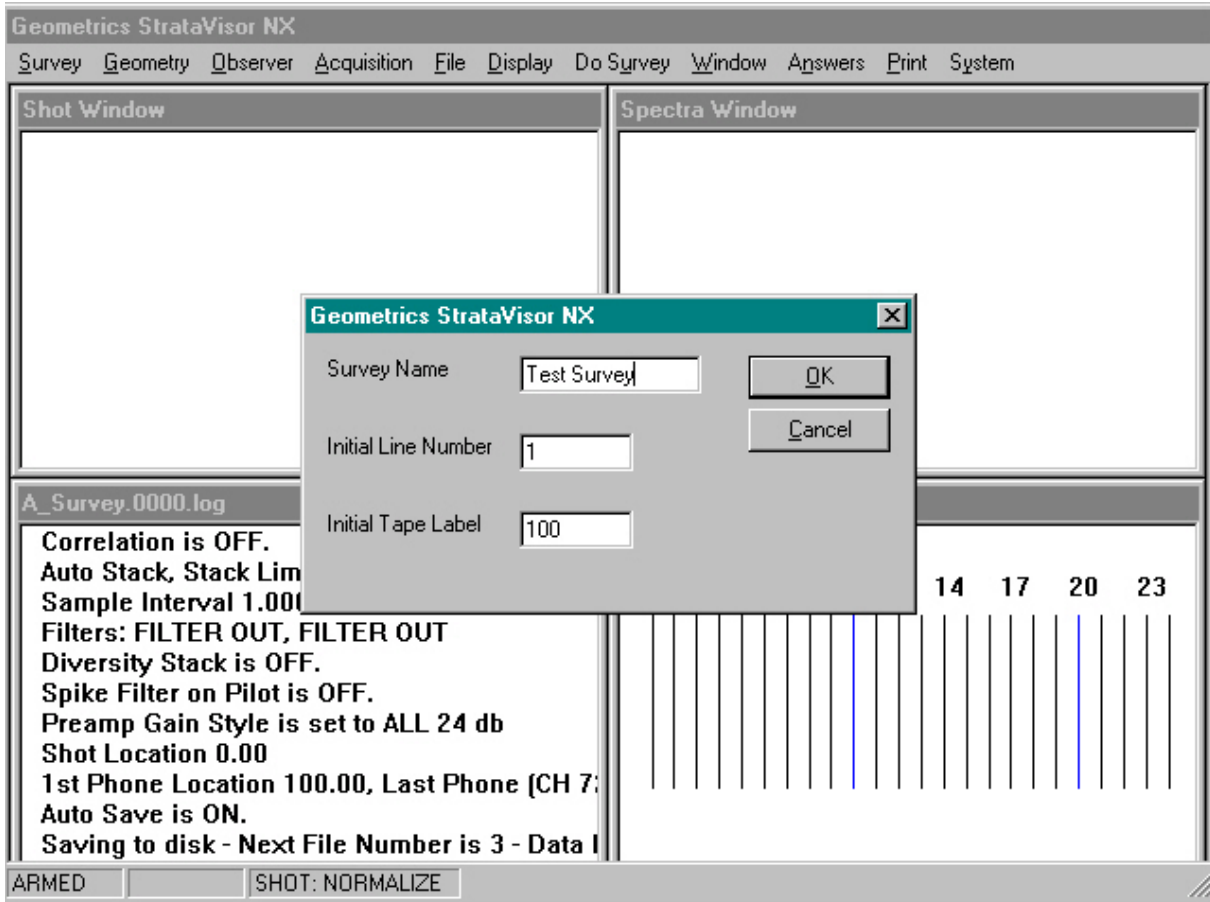 Geometrics StrataVisor NX
Survey Geometry Observer Acquisition File Display Do Survey Window Answers Print System
Shot Window
Spectra Window
Geometrics StrataVisor NX
Survey Name
Test Survey
OK
Cancel
Initial Line Number
1
Initial Tape Label
100
A_Survey.0000.log
Correlation is OFF.
Auto Stack, Stack Lim
Sample Interval 1.000
Filters: FILTER OUT, FILTER OUT
Diversity Stack is OFF.
Spike Filter on Pilot is OFF.
Preamp Gain Style is set to ALL 24 db
Shot Location 0.00
1st Phone Location 100.00, Last Phone (CH 7
Auto Save is ON.
Saving to disk - Next File Number is 3 - Data
14 17 20 23
ARMED
SHOT: NORMALIZE